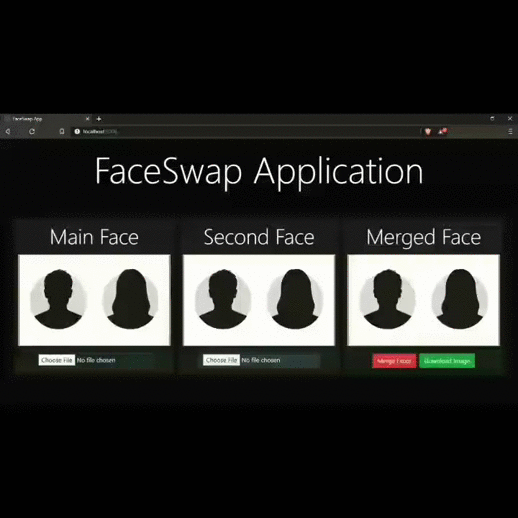 FaceSwap App
localhost
FaceSwap Application
Main Face
Second Face
Merged Face
Choose File No file chosen
Choose File No file chosen
Merge Faces
Download Image